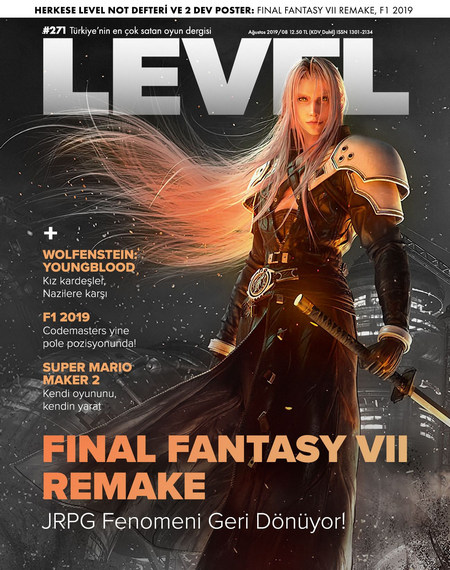 HERKESE LEVEL NOT DEFTERİ VE 2 DEV POSTER: FINAL FANTASY VII REMAKE, F1 2019
#271 Türkiye'nin en çok satan oyun dergisi
Ağustos 2019/08 12.50 TL (KDV Dahil) ISSN 1301-2134
LEVEL
+
WOLFENSTEIN:
YOUNGBLOOD
Kız kardeşler,
Nazilere karşı
F1 2019
Codemasters yine
pole pozisyonunda!
SUPER MARIO
MAKER 2
Kendi oyununu,
kendin yarat
FINAL FANTASY VII
REMAKE
JRPG Fenomeni Geri Dönüyor!